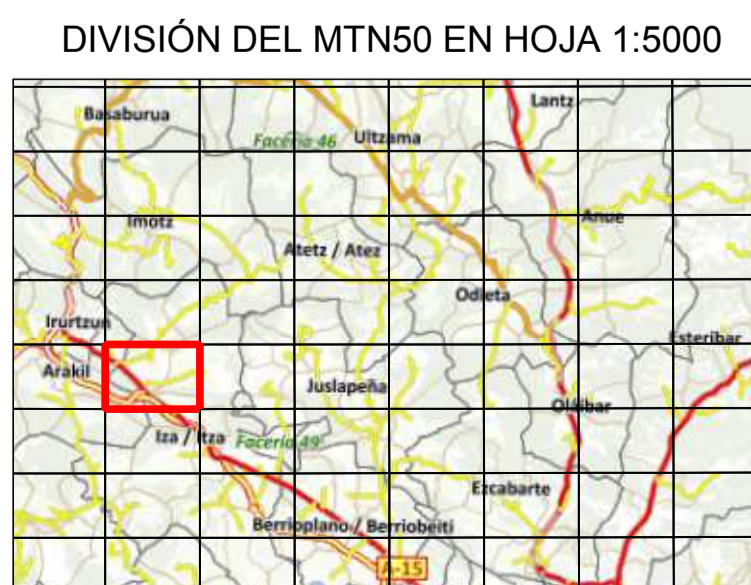 DIVISIÓN DEL MTN50 EN HOJA 1:5000
Lantz
Basaburua
Facería 46
Ultzama
Imotz
Anue
Atetz / Atez
Odieta
Irurtzun
Esteribar
Arakil
Juslapeña
Oláibar
Iza / Itza
Facería 49
Ezcabarte
Berrioplano / Berriobeiti
A-15